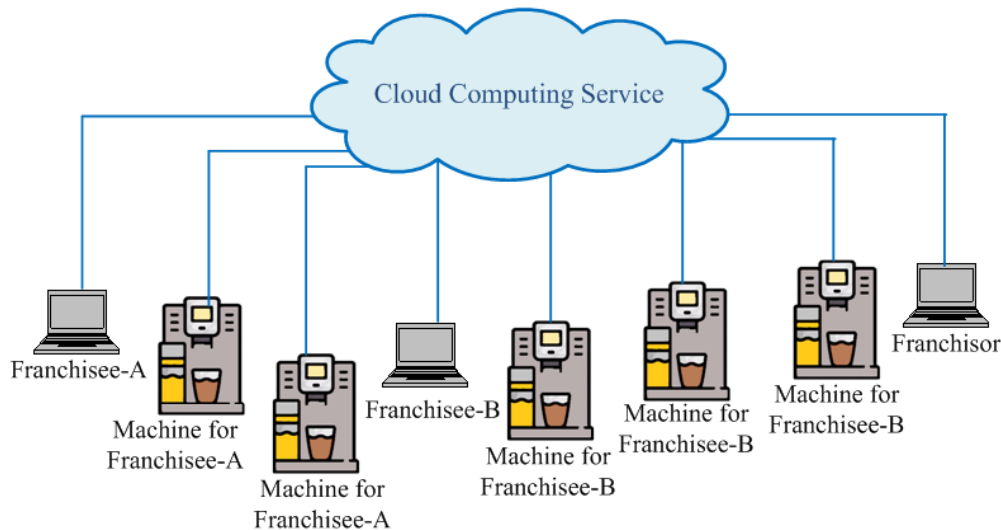 Cloud Computing Service
Franchisee-A
Machine for
Franchisee-A
Machine for
Franchisee-A
Franchisee-B
Machine for
Franchisee-B
Machine for
Franchisee-B
Machine for
Franchisee-B
Franchisor